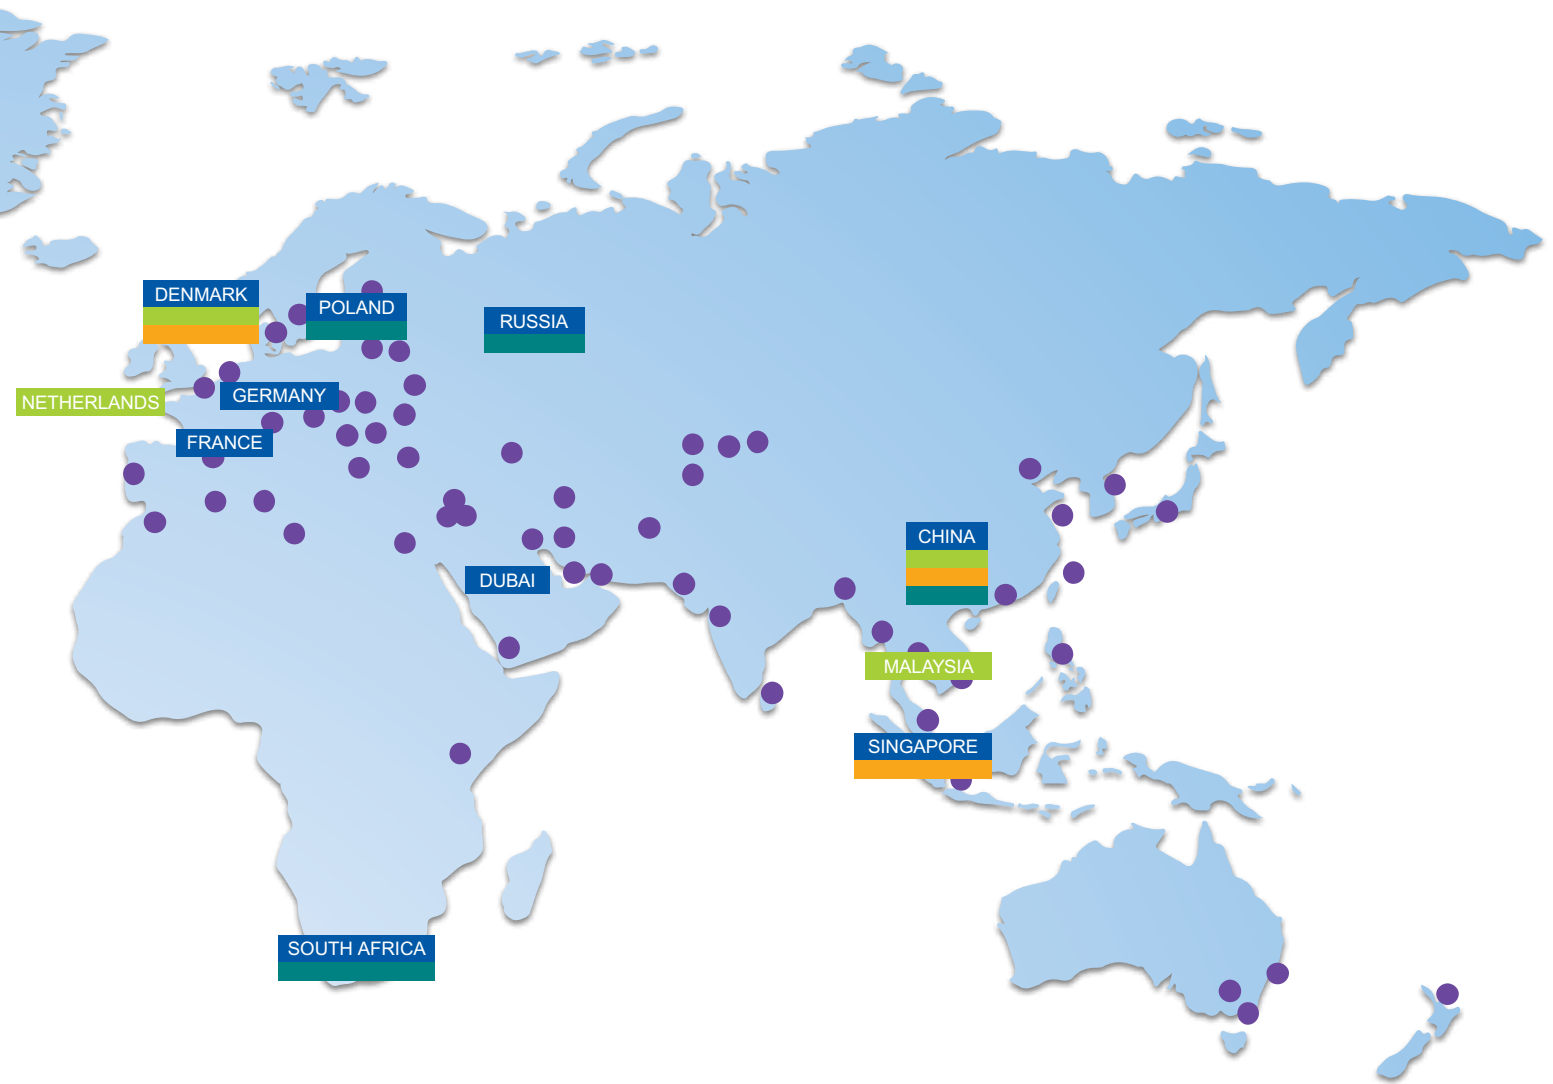 DENMARK
POLAND
RUSSIA
NETHERLANDS
GERMANY
FRANCE
CHINA
DUBAI
MALAYSIA
SINGAPORE
SOUTH AFRICA